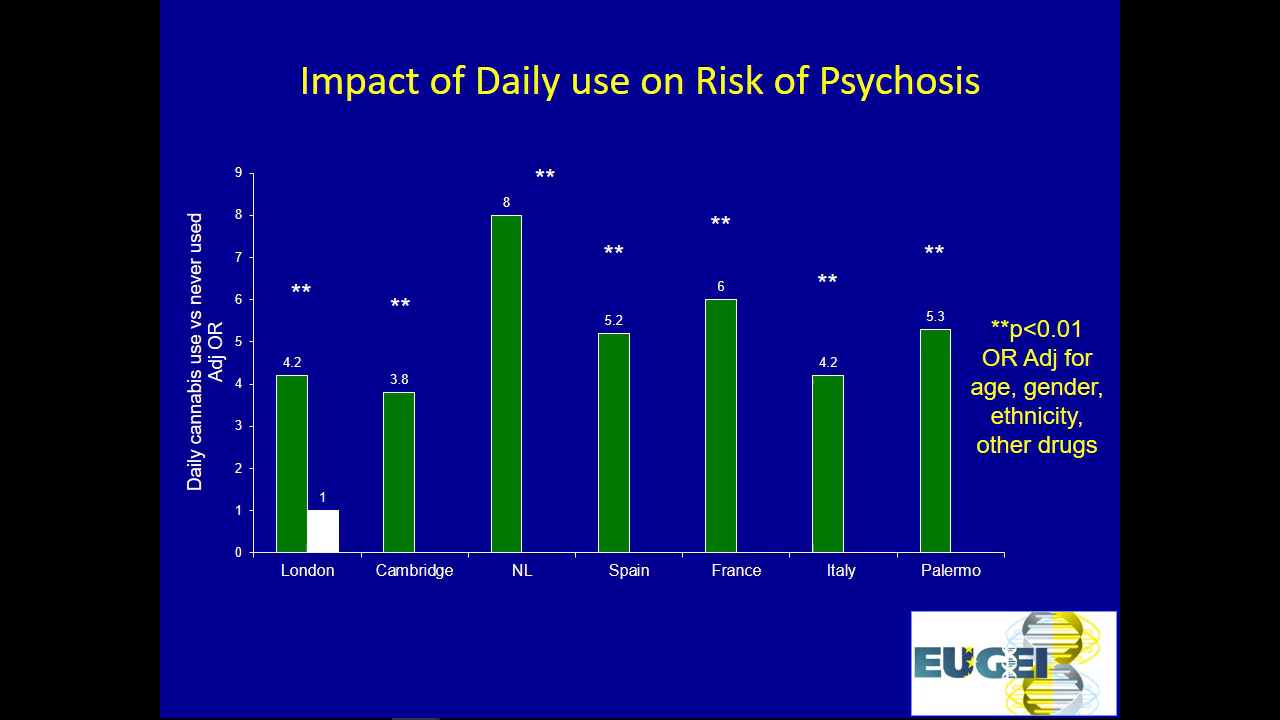 Impact of Daily use on Risk of Psychosis
Daily cannabis use vs never used
Adj OR
9
8
7
6
5
4
3
2
1
0
**
**
**
**
**
**
**
4.2
1
3.8
8
5.2
6
4.2
5.3
London
Cambridge
NL
Spain
France
Italy
Palermo
**p<0.01
OR Adj for
age, gender,
ethnicity,
other drugs
EUGEI